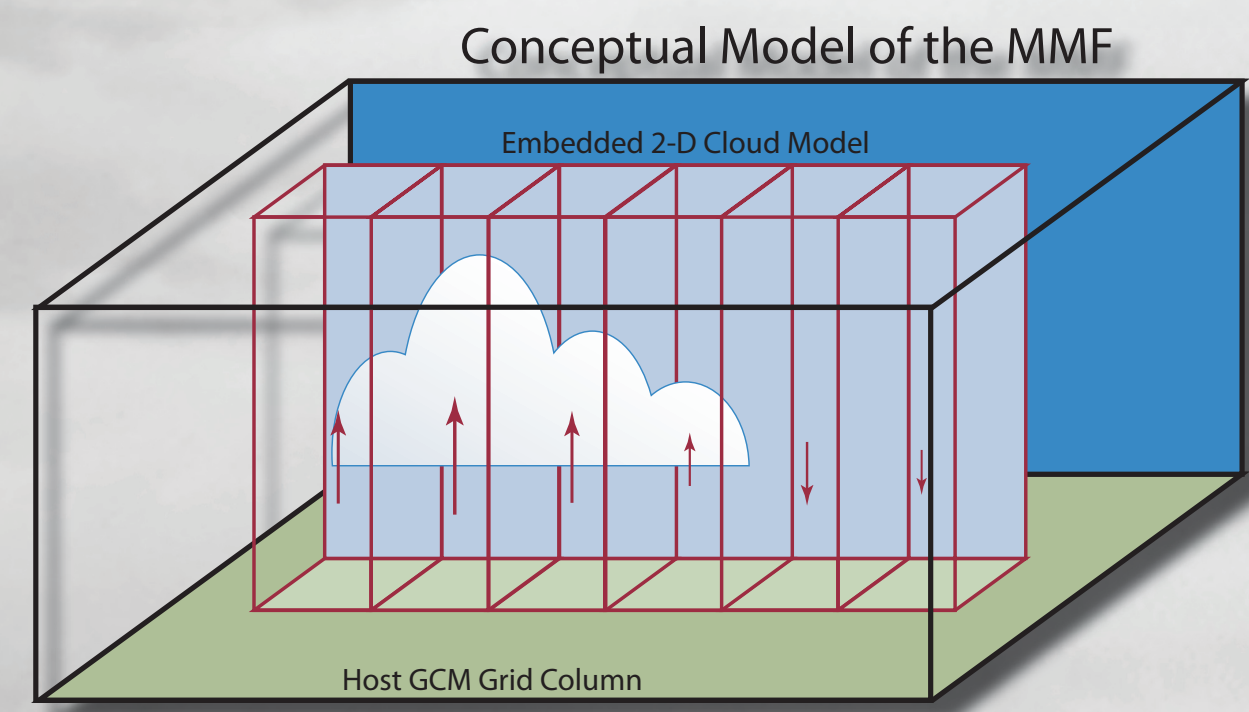 Conceptual Model of the MMF
Embedded 2-D Cloud Model
Host GCM Grid Column